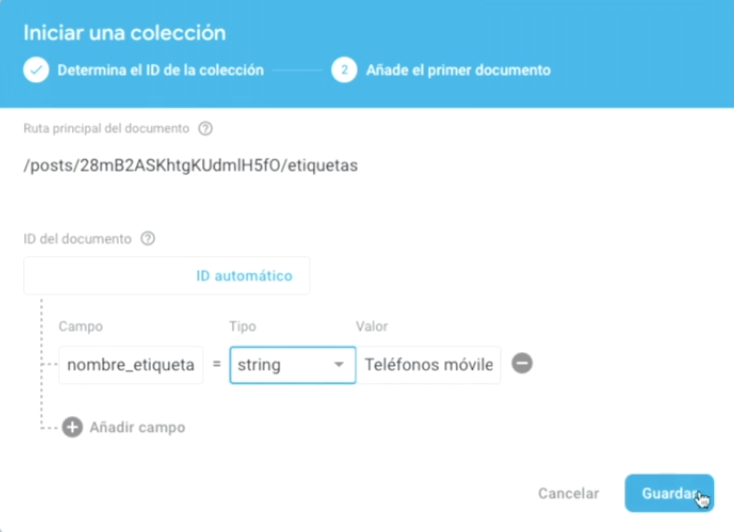 Iniciar una colección
Determina el ID de la colección
2 Añade el primer documento
Ruta principal del documento ?
/posts/28mB2ASKhtgKUdmlH5fO/etiquetas
ID del documento ?
ID automático
Campo Tipo Valor
nombre_etiqueta = string Teléfonos móvile
Añadir campo
Cancelar Guardar